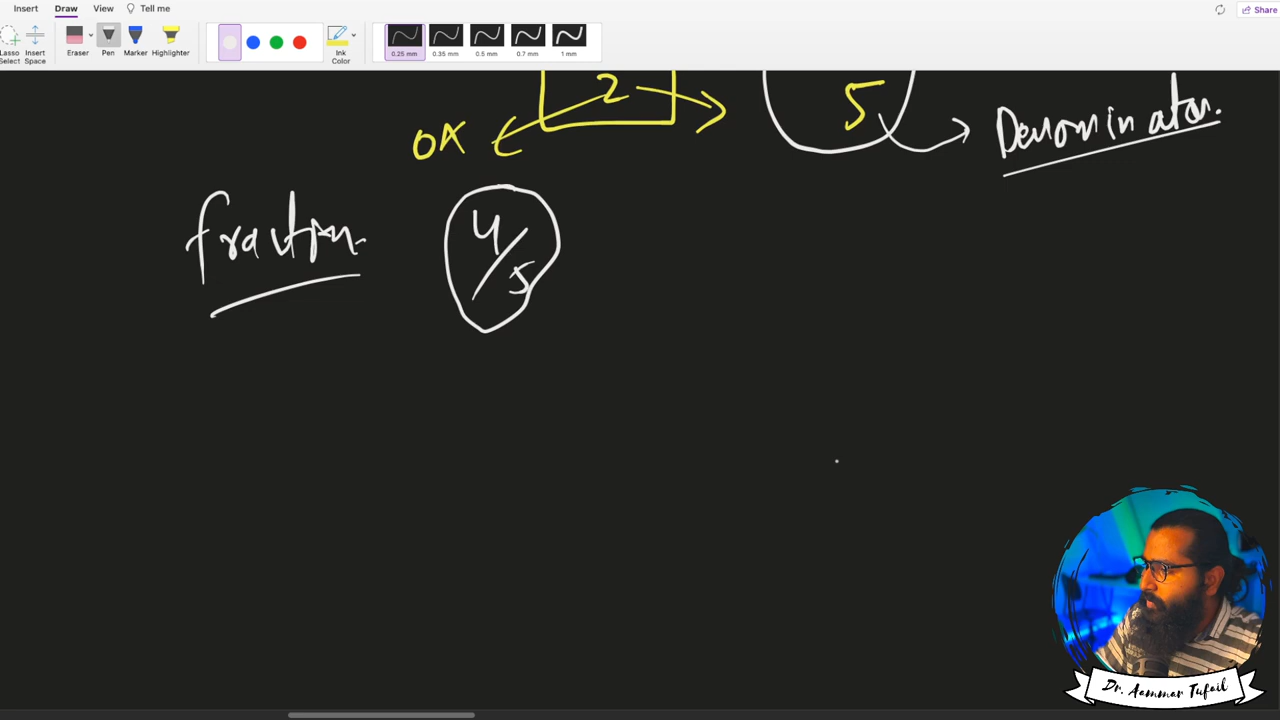 Insert Draw View Tell me
Share
Lasso Select
Insert Space
Eraser
Pen
Marker
Highlighter
Ink Color
0.25 mm
0.35 mm
0.5 mm
0.7 mm
1 mm
2
5
Denominator.
fraction
4/5
Dr. Aammar Tufail